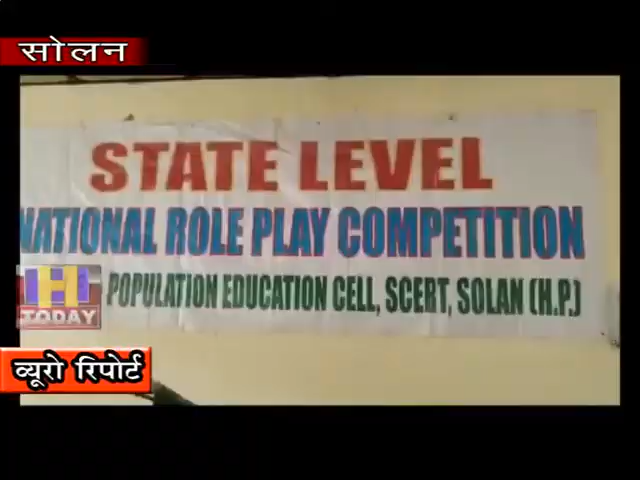 सोलन
STATE LEVEL
NATIONAL ROLE PLAY COMPETITION
POPULATION EDUCATION CELL, SCERT, SOLAN (H.P.)
H
TODAY
व्यूरो रिपोर्ट